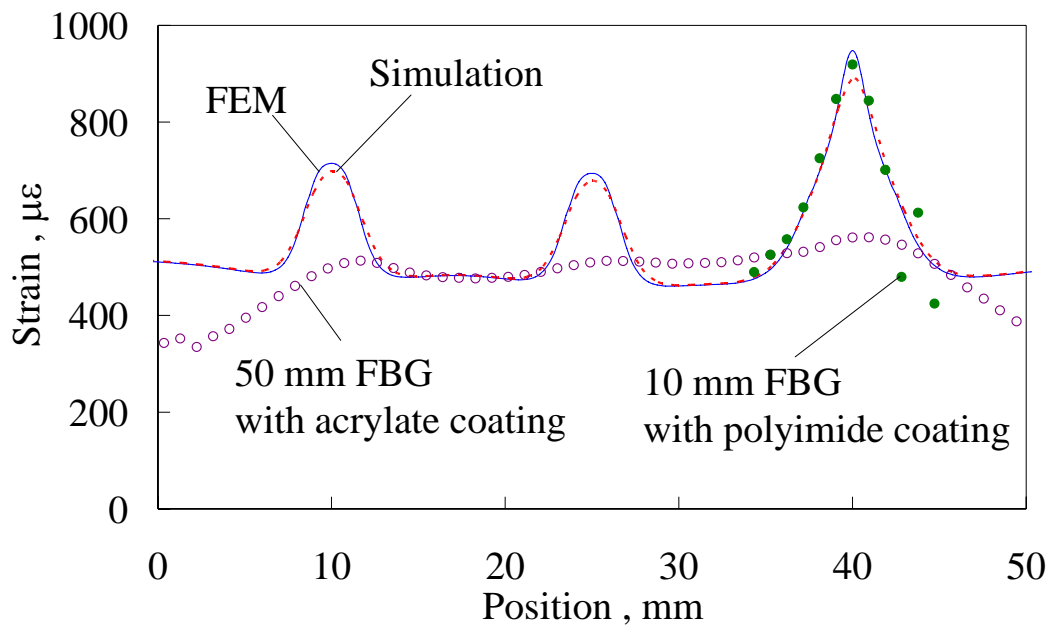 1000
800
600
400
200
0
Strain , με
Simulation
FEM
50 mm FBG
with acrylate coating
10 mm FBG
with polyimide coating
0 10 20 30 40 50
Position , mm